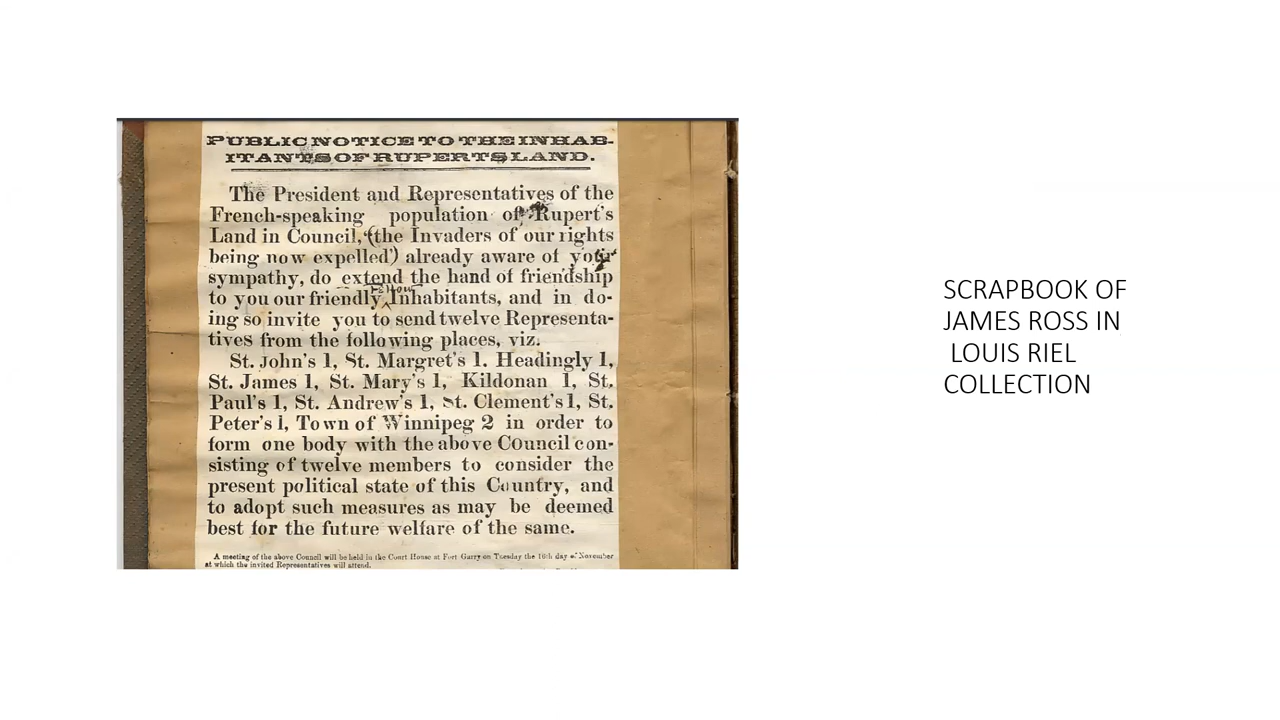 PUBLIC NOTICE TO THE INHAB-
ITANTS OF RUPERTS LAND.
The President and Representatives of the
French-speaking population of Rupert's
Land in Council, (the Invaders of our rights
being now expelled') already aware of your
sympathy, do extend the hand of friendship
fellow
to you our friendly Inhabitants, and in do-
ing so invite you to send twelve Representa-
tives from the following places, viz.
St. John's 1, St. Margret's 1. Headingly 1,
St. James 1, St. Mary's 1, Kildonan 1, St.
Paul's 1, St. Andrew's 1, St. Clement's 1, St.
Peter's 1, Town of Winnipeg 2 in order to
form one body with the above Council con-
sisting of twelve members to consider the
present political state of this Country, and
to adopt such measures as may be deemed
best for the future welfare of the same.
A meeting of the above Council will be held in the Court House at Fort Garry on Tuesday the 16th day of November
at which the invited Representatives will attend.
SCRAPBOOK OF
JAMES ROSS IN
LOUIS RIEL
COLLECTION